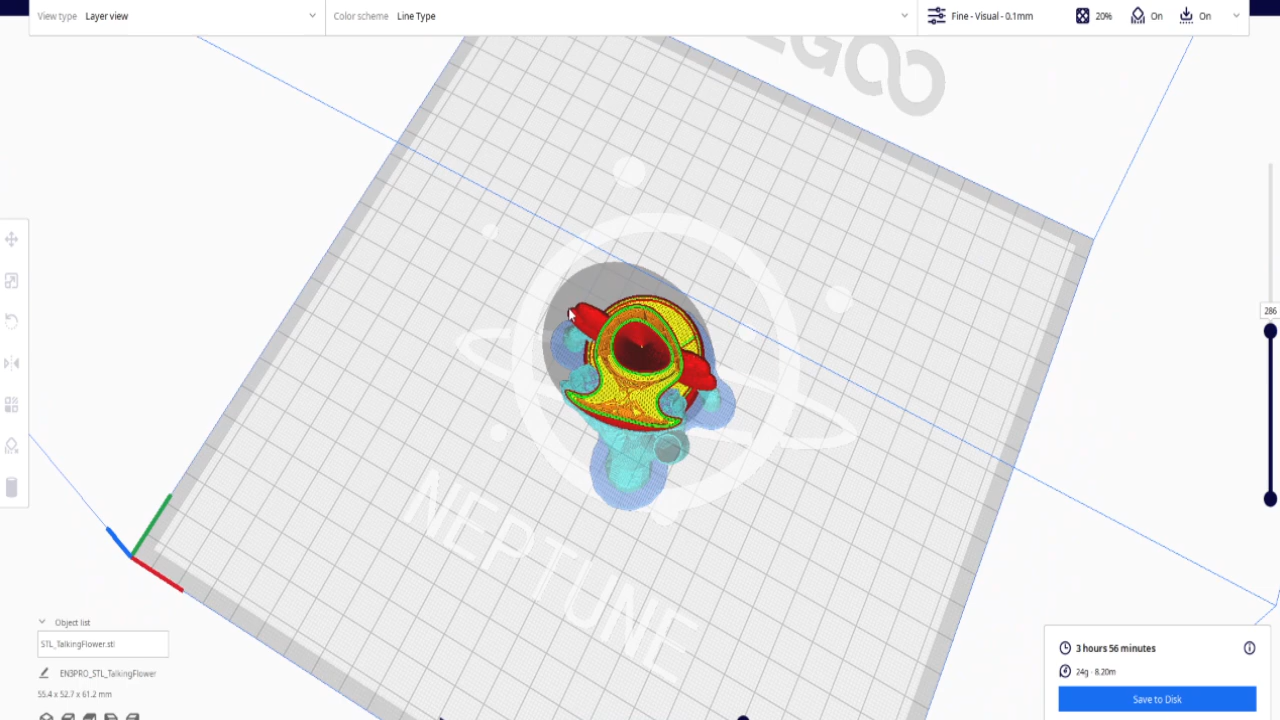 View type Layer view Color scheme Line Type Fine - Visual - 0.1mm 20% On On
EGOO
286
NEPTUNE
Object list
STL_TalkingFlower.stl
EN3PRO_STL_TalkingFlower
55.4 x 52.7 x 61.2 mm
3 hours 56 minutes
24g · 8.20m
Save to Disk